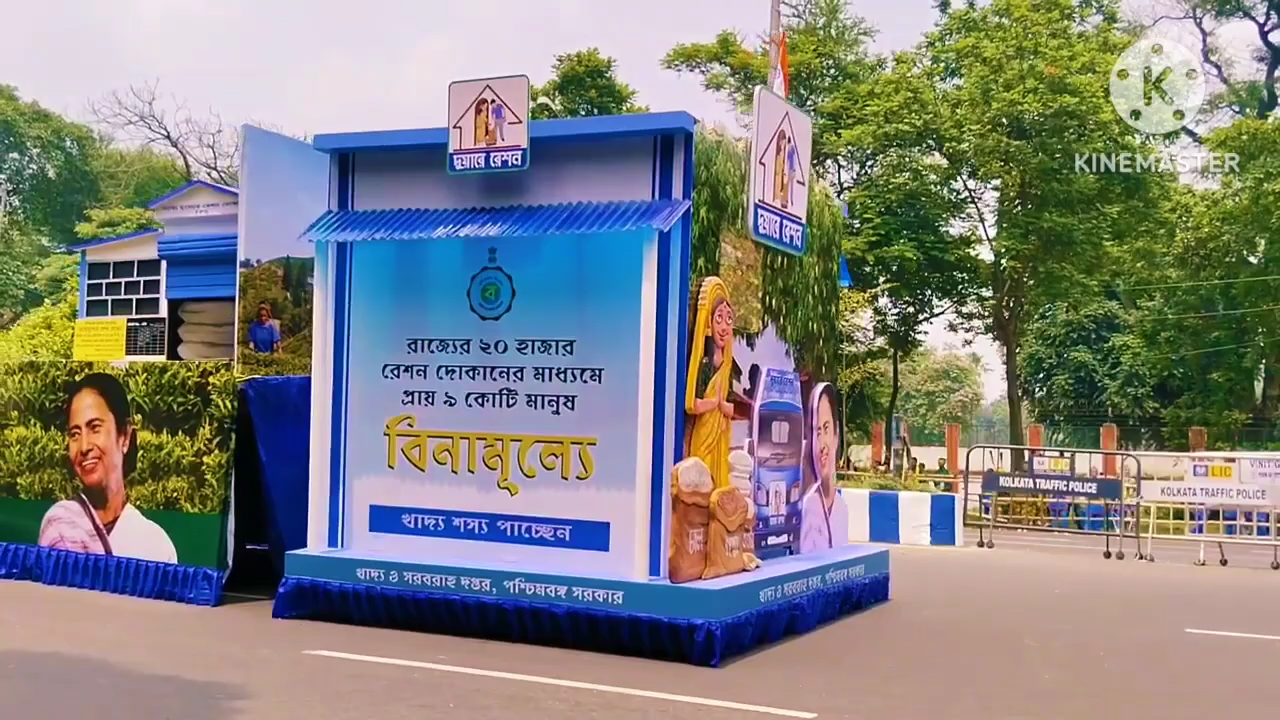 KINEMASTER
দুয়ারে রেশন
দুয়ারে রেশন
রাজ্যের ২০ হাজার
রেশন দোকানের মাধ্যমে
প্রায় ৯ কোটি মানুষ
বিনামূল্যে
খাদ্য শস্য পাচ্ছেন
খাদ্য ও সরবরাহ দপ্তর, পশ্চিমবঙ্গ সরকার
খাদ্য ও সরবরাহ দপ্তর, পশ্চিমবঙ্গ সরকার
LIC
KOLKATA TRAFFIC POLICE
LIC
KOLKATA TRAFFIC POLICE